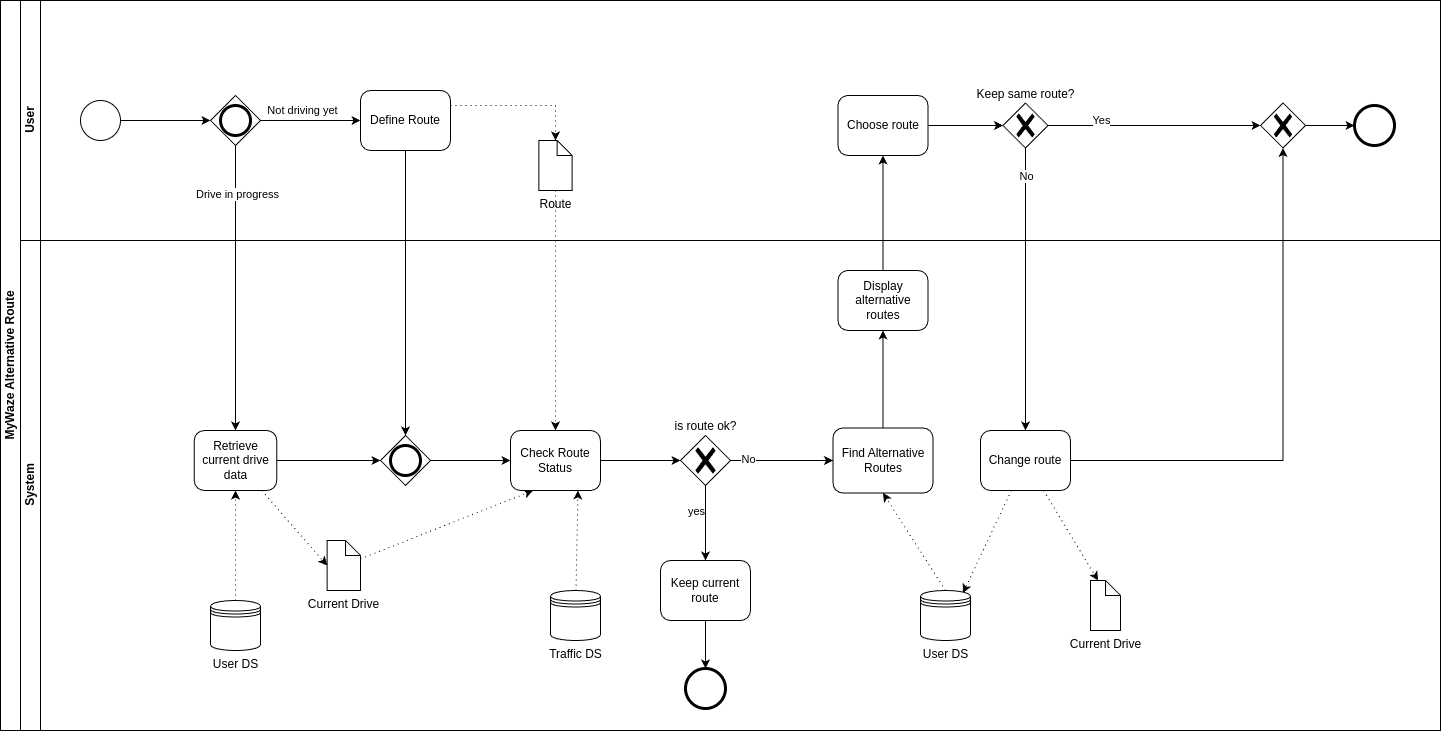 MyWaze Alternative Route
User
Not driving yet
Define Route
Drive in progress
Route
Choose route
Keep same route?
Yes
No
System
Display
alternative
routes
Retrieve
current drive
data
Check Route
Status
is route ok?
No
yes
Find Alternative
Routes
Change route
Keep current
route
Current Drive
User DS
Traffic DS
User DS
Current Drive